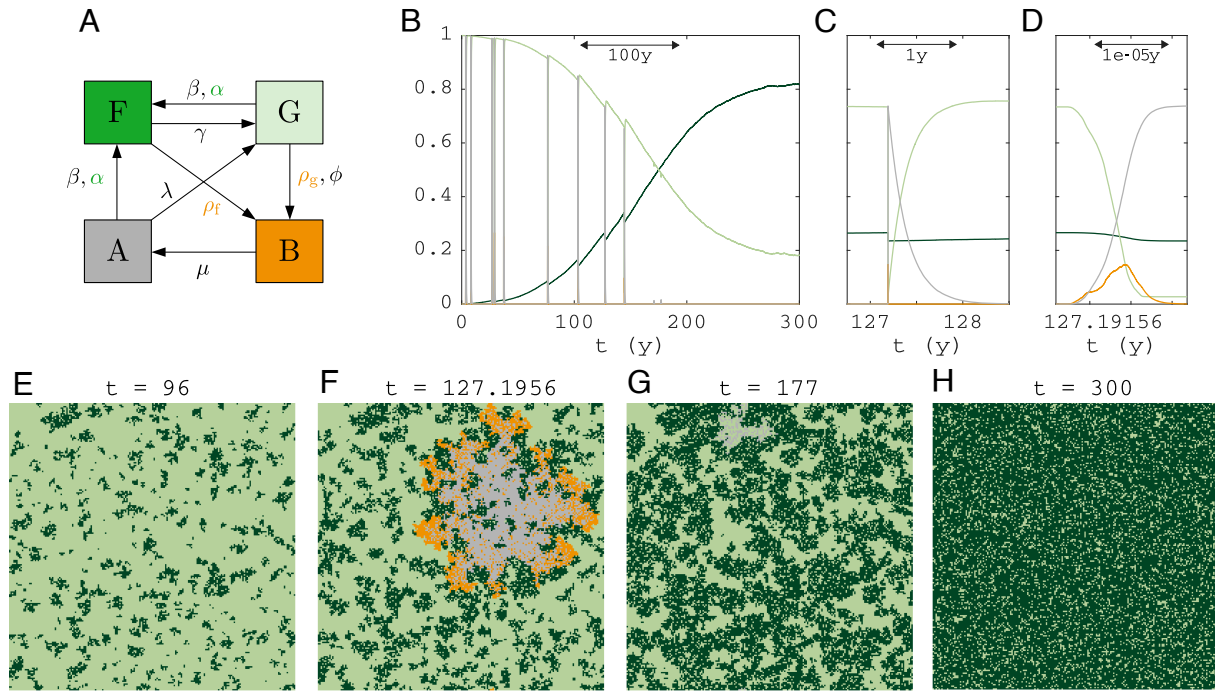 A
F
G
A
B
β, α
γ
β, α
λ
ρf
ρg, ϕ
μ
B
100y
1
0.8
0.6
0.4
0.2
0
0 100 200 300
t (y)
C
1y
127 128
t (y)
D
1e-05y
127.19156
t (y)
E
t = 96
F
t = 127.1956
G
t = 177
H
t = 300